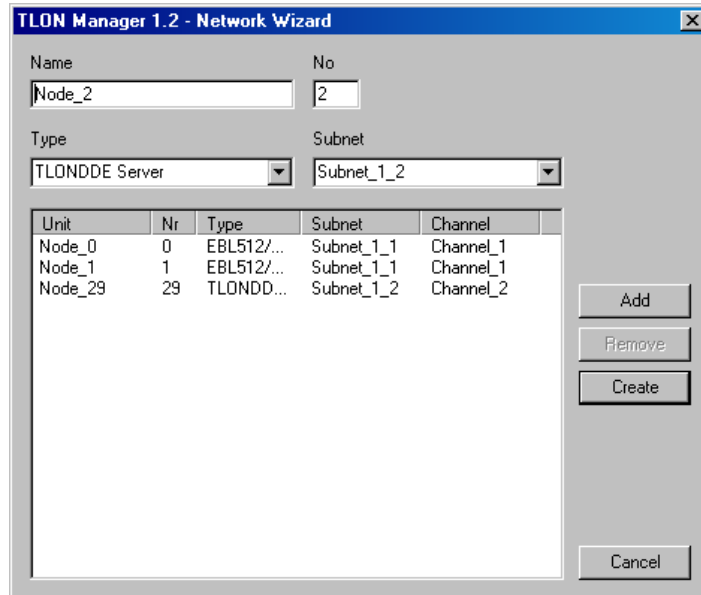 TLON Manager 1.2 - Network Wizard
Name No
Node_2 2
Type Subnet
TLONDDE Server Subnet_1_2
Unit Nr Type Subnet Channel
Node_0 0 EBL512/... Subnet_1_1 Channel_1
Node_1 1 EBL512/... Subnet_1_1 Channel_1
Node_29 29 TLONDD... Subnet_1_2 Channel_2
Add
Remove
Create
Cancel